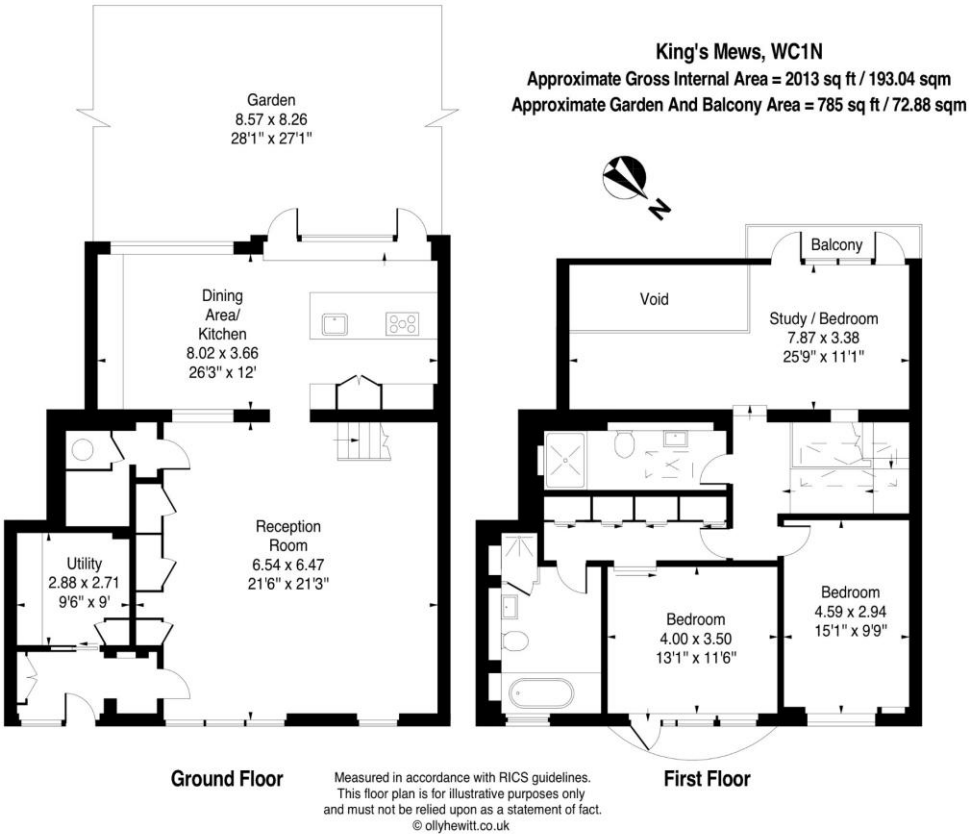 King's Mews, WC1N
Approximate Gross Internal Area = 2013 sq ft / 193.04 sqm
Approximate Garden And Balcony Area = 785 sq ft / 72.88 sqm
N
Garden
8.57 x 8.26
28'1" x 27'1"
Dining
Area/
Kitchen
8.02 x 3.66
26'3" x 12'
Reception
Room
6.54 x 6.47
21'6" x 21'3"
Utility
2.88 x 2.71
9'6" x 9'
Ground Floor
Balcony
Void
Study / Bedroom
7.87 x 3.38
25'9" x 11'1"
Bedroom
4.00 x 3.50
13'1" x 11'6"
Bedroom
4.59 x 2.94
15'1" x 9'9"
First Floor
Measured in accordance with RICS guidelines.
This floor plan is for illustrative purposes only
and must not be relied upon as a statement of fact.
© ollyhewitt.co.uk